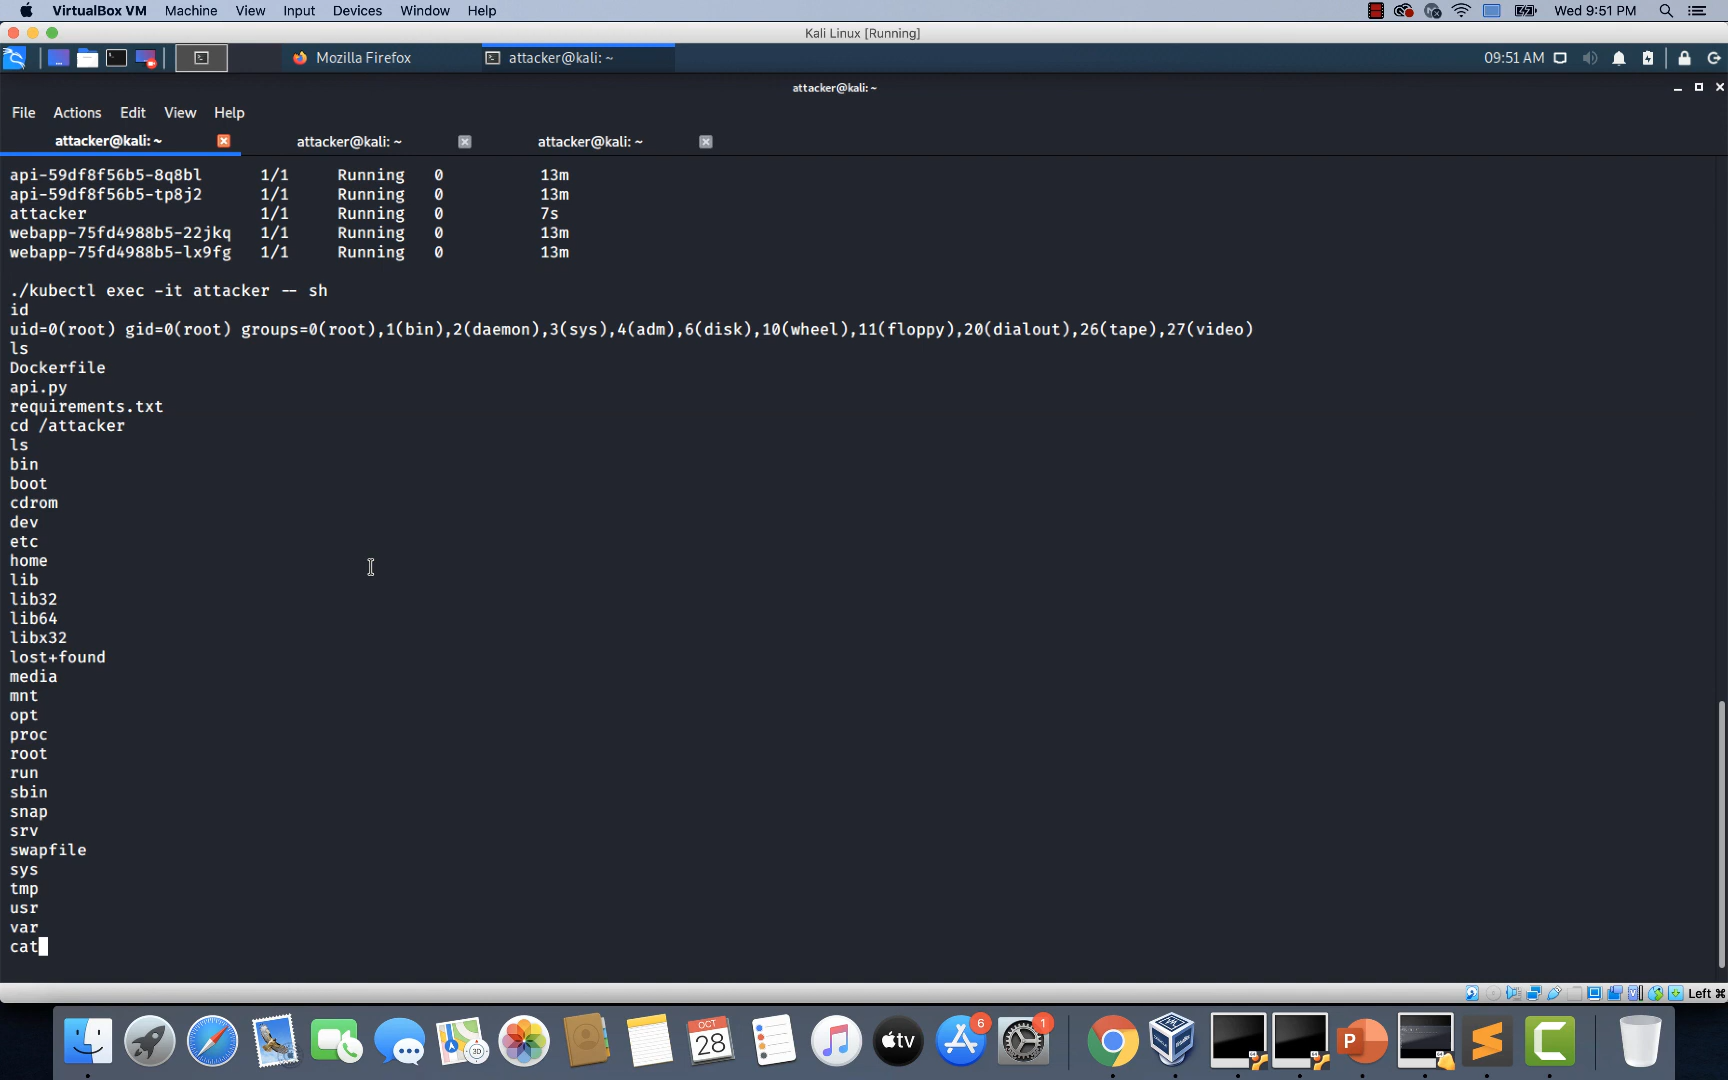 VirtualBox VM Machine View Input Devices Window Help Wed 9:51 PM
Kali Linux [Running]
Mozilla Firefox attacker@kali: ~ 09:51 AM
attacker@kali: ~
File Actions Edit View Help
attacker@kali: ~ attacker@kali: ~ attacker@kali: ~
api-59df8f56b5-8q8bl 1/1 Running 0 13m
api-59df8f56b5-tp8j2 1/1 Running 0 13m
attacker 1/1 Running 0 7s
webapp-75fd4988b5-22jkq 1/1 Running 0 13m
webapp-75fd4988b5-lx9fg 1/1 Running 0 13m
./kubectl exec -it attacker -- sh
id
uid=0(root) gid=0(root) groups=0(root),1(bin),2(daemon),3(sys),4(adm),6(disk),10(wheel),11(floppy),20(dialout),26(tape),27(video)
ls
Dockerfile
api.py
requirements.txt
cd /attacker
ls
bin
boot
cdrom
dev
etc
home
lib
lib32
lib64
libx32
lost+found
media
mnt
opt
proc
root
run
sbin
snap
srv
swapfile
sys
tmp
usr
var
cat
Left ⌘
OCT
28
3D
tv
6
1
P